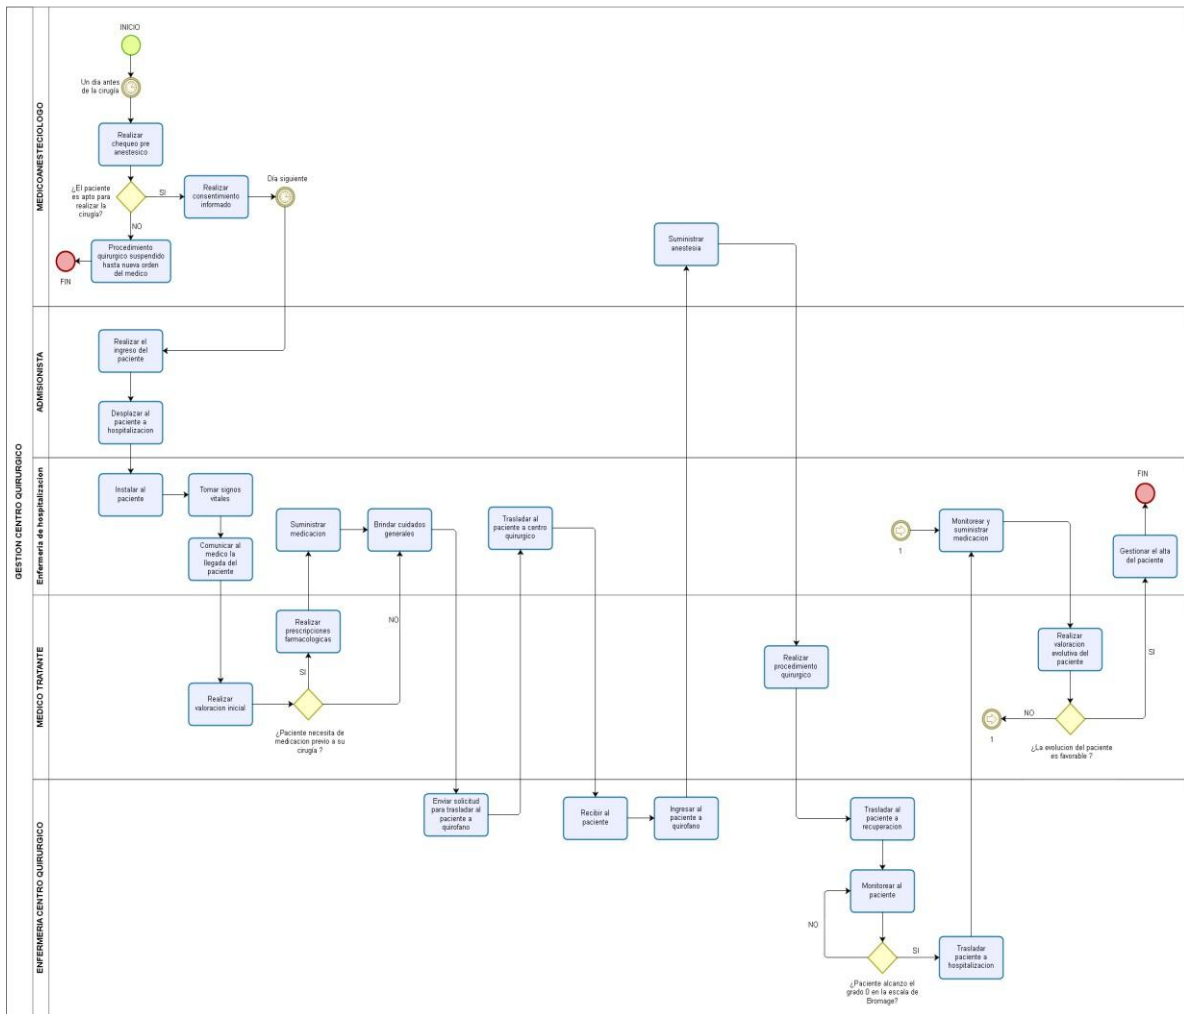 GESTION CENTRO QUIRURGICO
MEDICOANESTECIOLOGO
INICIO
Un dia antes
de la cirugía
Realizar
chequeo pre
anestesico
¿El paciente
es apto para
realizar la
cirugía?
SI
Realizar
consentimiento
informado
Día siguiente
NO
Procedimiento
quirurgico suspendido
hasta nueva orden
del medico
FIN
Suministrar
anestesia
ADMISIONISTA
Realizar el
ingreso del
paciente
Desplazar al
paciente a
hospitalizacion
Enfermería de hospitalizacion
Instalar al
paciente
Tomar signos
vitales
Comunicar al
medico la
llegada del
paciente
Suministrar
medicacion
Brindar cuidados
generales
Trasladar al
paciente a centro
quirurgico
1
Monitorear y
suministrar
medicacion
FIN
Gestionar el alta
del paciente
MEDICO TRATANTE
Realizar
valoracion inicial
Realizar
prescripciones
farmacologicas
SI
NO
¿Paciente necesita de
medicacion previo a su
cirugía ?
Realizar
procedimiento
quirurgico
Realizar
valoracion
evolutiva del
paciente
SI
NO
1
¿La evolucion del paciente
es favorable ?
ENFERMERIA CENTRO QUIRURGICO
Enviar solicitud
para trasladar al
paciente a
quirofano
Recibir al
paciente
Ingresar al
paciente a
quirofano
Trasladar al
paciente a
recuperacion
Monitorear al
paciente
NO
SI
¿Paciente alcanzo el
grado 0 en la escala de
Bromage?
Trasladar
paciente a
hospitalizacion